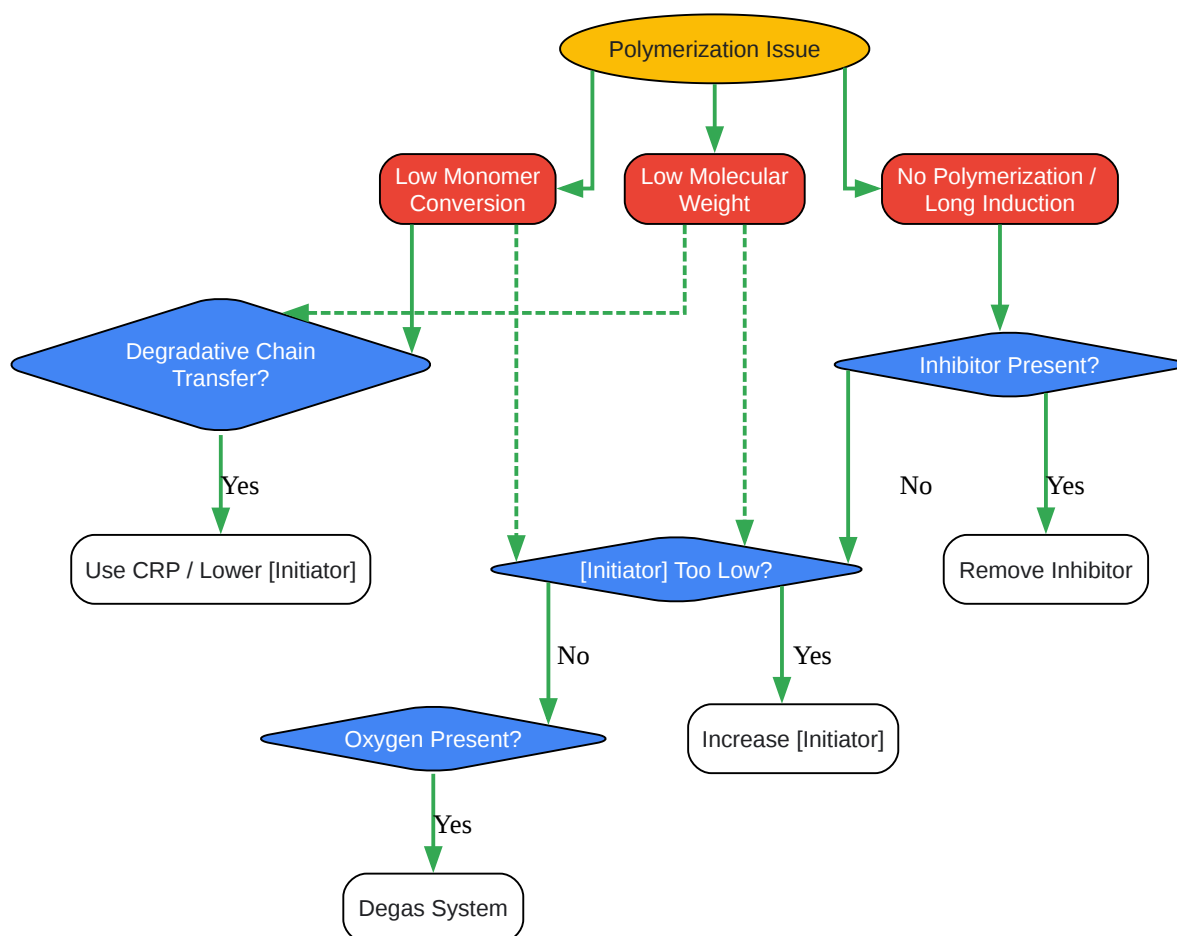 Polymerization Issue
Low Monomer
Conversion
Low Molecular
Weight
No Polymerization /
Long Induction
Degradative Chain
Transfer?
Inhibitor Present?
Yes
No
Yes
Use CRP / Lower [Initiator]
[Initiator] Too Low?
Remove Inhibitor
No
Yes
Oxygen Present?
Increase [Initiator]
Yes
Degas System